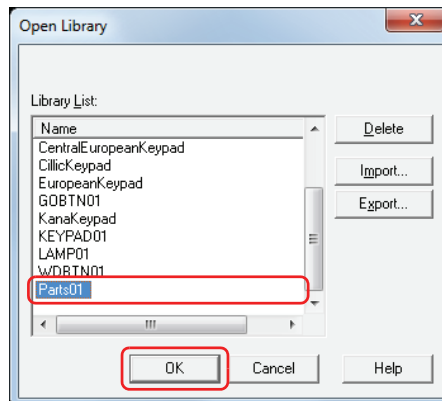 Open Library
Library List:
Name
CentralEuropeanKeypad
CillicKeypad
EuropeanKeypad
GOBTN01
KanaKeypad
KEYPAD01
LAMP01
WDBTN01
Parts01
Delete
Import...
Export...
OK Cancel Help